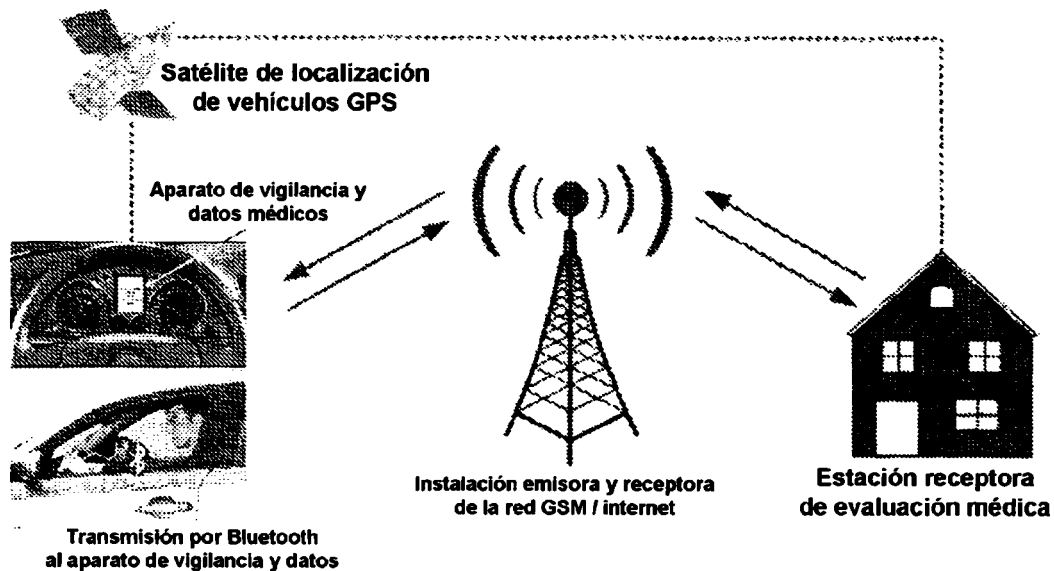 Satélite de localización
de vehículos GPS
Aparato de vigilancia y
datos médicos
Instalación emisora y receptora
de la red GSM / internet
Estación receptora
de evaluación médica
Transmisión por Bluetooth
al aparato de vigilancia y datos